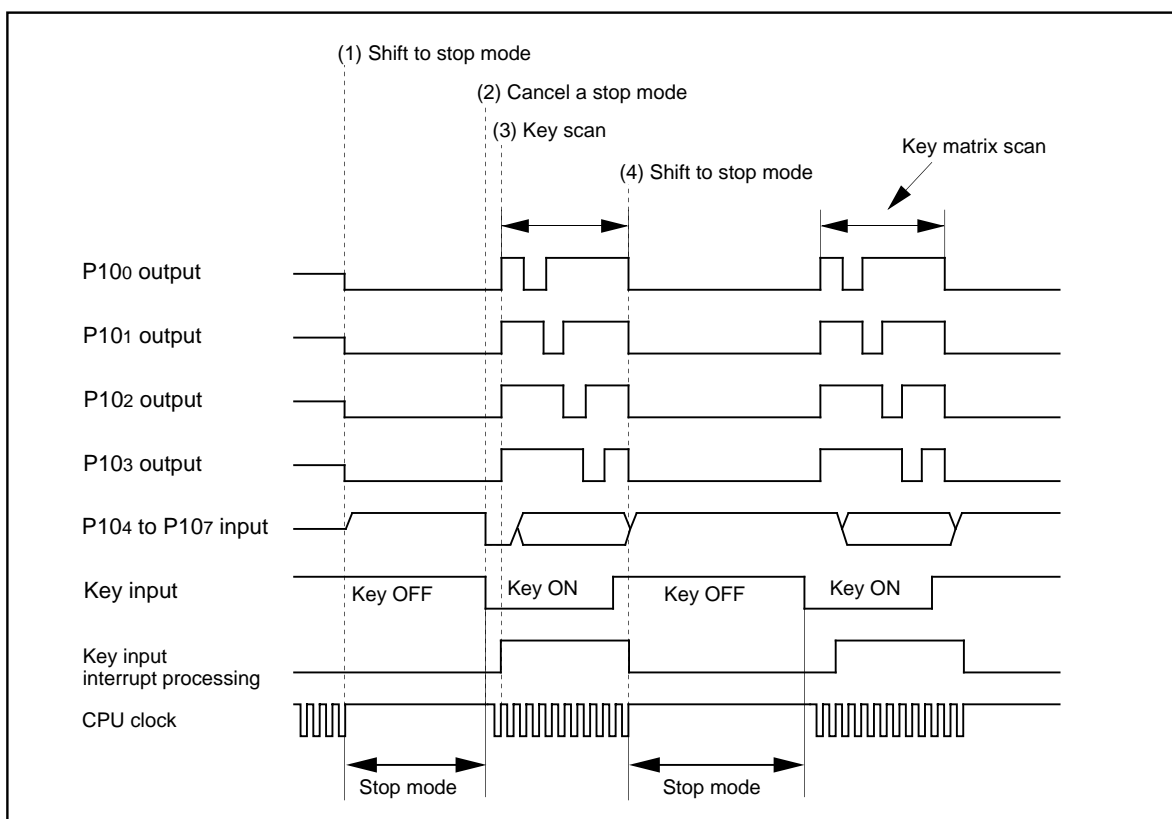 (1) Shift to stop mode
(2) Cancel a stop mode
(3) Key scan
Key matrix scan
(4) Shift to stop mode
P100 output
P101 output
P102 output
P103 output
P104 to P107 input
Key input
Key OFF
Key ON
Key OFF
Key ON
Key input
interrupt processing
CPU clock
Stop mode
Stop mode